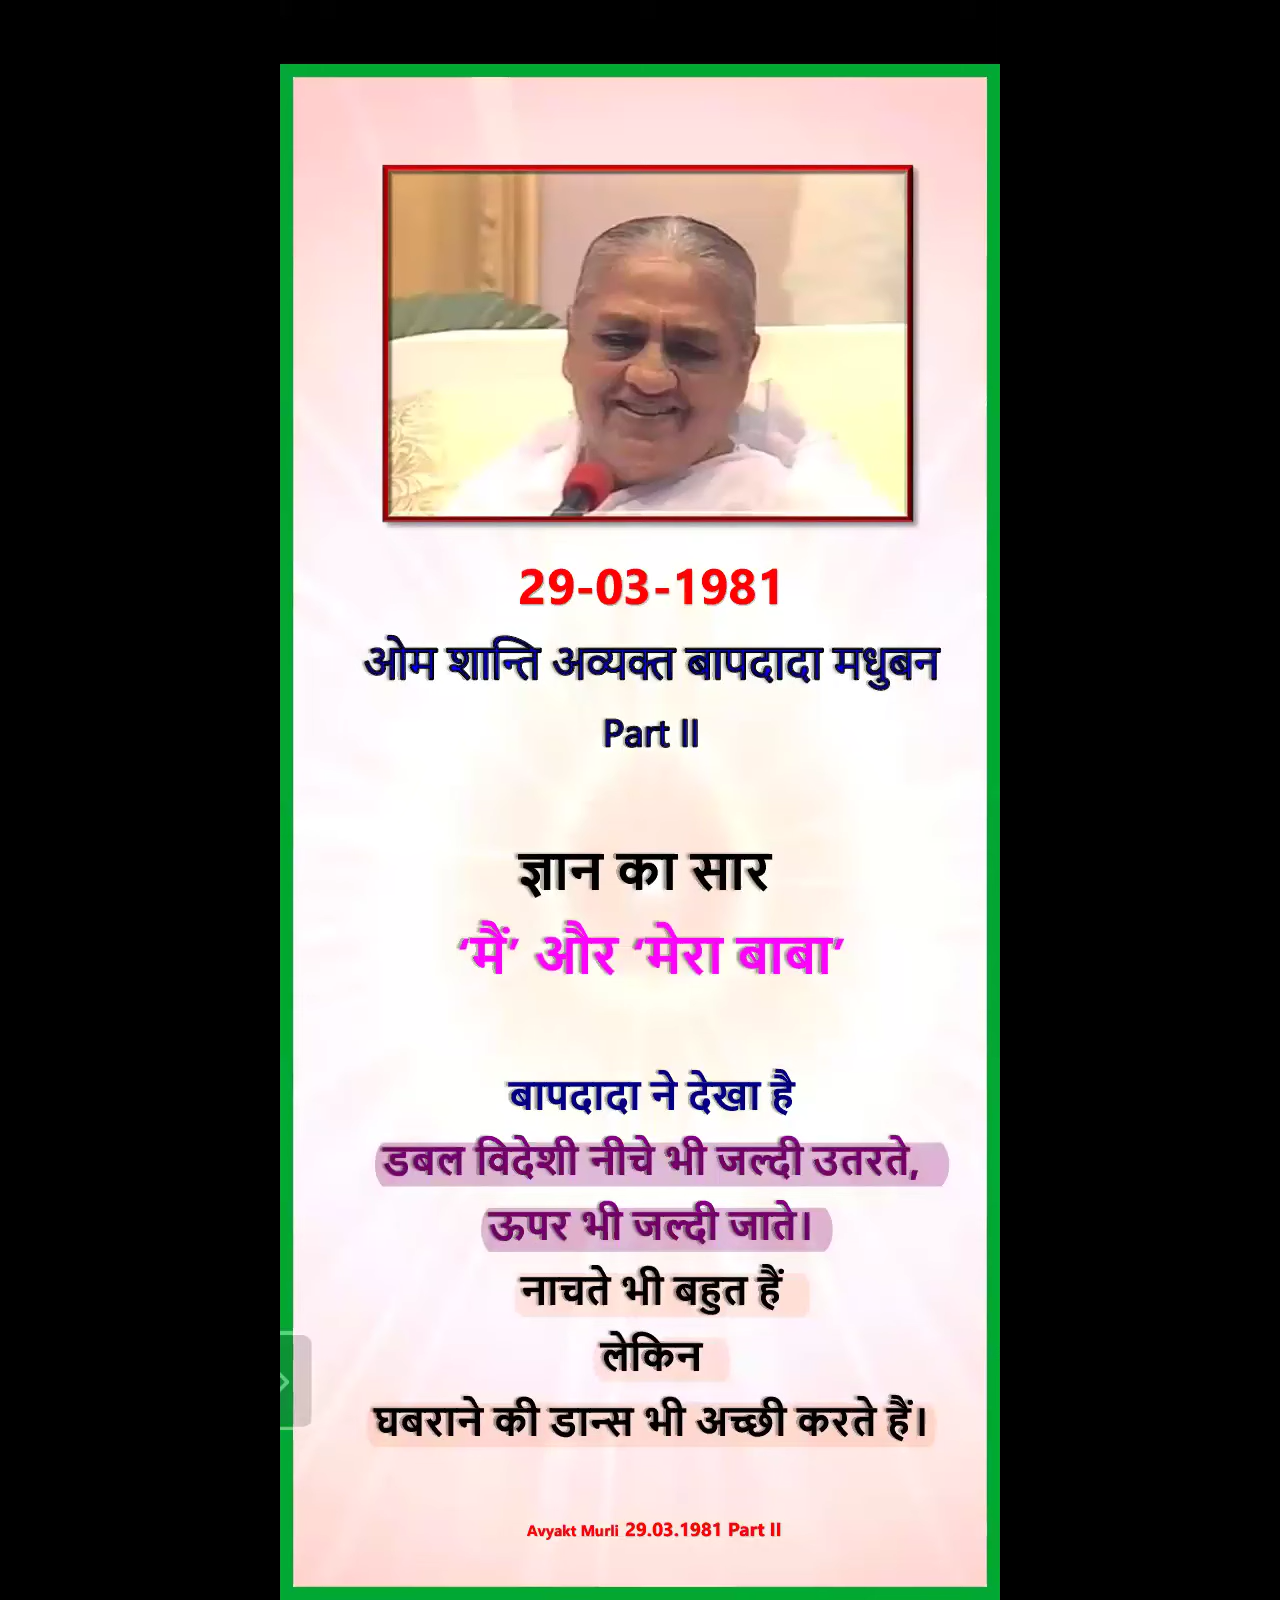 29-03-1981
ओम शान्ति अव्यक्त बापदादा मधुबन
Part II
ज्ञान का सार
‘मैं’ और ‘मेरा बाबा’
बापदादा ने देखा है
डबल विदेशी नीचे भी जल्दी उतरते,
ऊपर भी जल्दी जाते।
नाचते भी बहुत हैं
लेकिन
घबराने की डान्स भी अच्छी करते हैं।
Avyakt Murli 29.03.1981 Part II